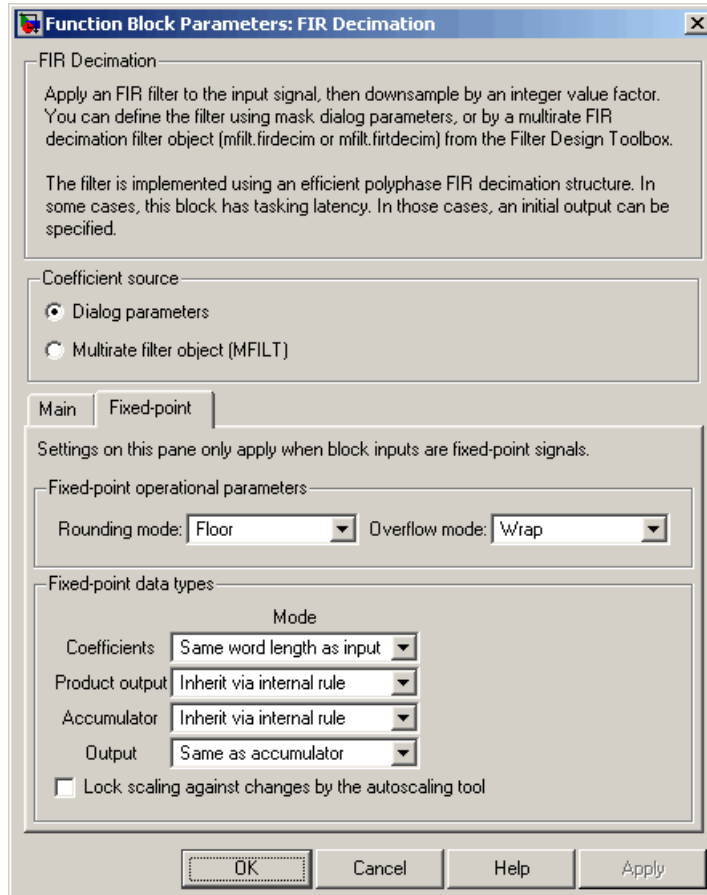 Function Block Parameters: FIR Decimation
FIR Decimation
Apply an FIR filter to the input signal, then downsample by an integer value factor.
You can define the filter using mask dialog parameters, or by a multirate FIR
decimation filter object (mfilt.firdecim or mfilt.firtdecim) from the Filter Design Toolbox.
The filter is implemented using an efficient polyphase FIR decimation structure. In
some cases, this block has tasking latency. In those cases, an initial output can be
specified.
Coefficient source
Dialog parameters
Multirate filter object (MFILT)
Main Fixed-point
Settings on this pane only apply when block inputs are fixed-point signals.
Fixed-point operational parameters
Rounding mode: Floor Overflow mode: Wrap
Fixed-point data types
Mode
Coefficients Same word length as input
Product output Inherit via internal rule
Accumulator Inherit via internal rule
Output Same as accumulator
Lock scaling against changes by the autoscaling tool
OK Cancel Help Apply